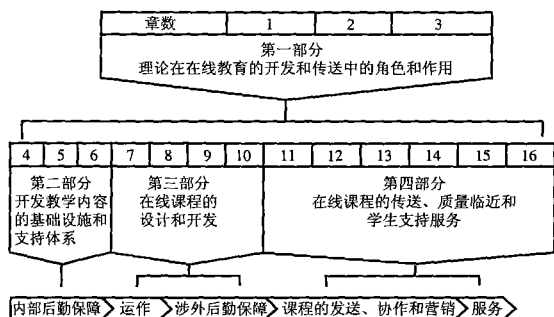 章数 1 2 3
第一部分
理论在在线教育的开发和传送中的角色和作用
4 5 6 7 8 9 10 11 12 13 14 15 16
第二部分
开发教学内容
的基础设施和
支持体系
第三部分
在线课程的
设计和开发
第四部分
在线课程的传送、质量临近和
学生支持服务
内部后勤保障 运作 涉外后勤保障 课程的发送、协作和营销 服务